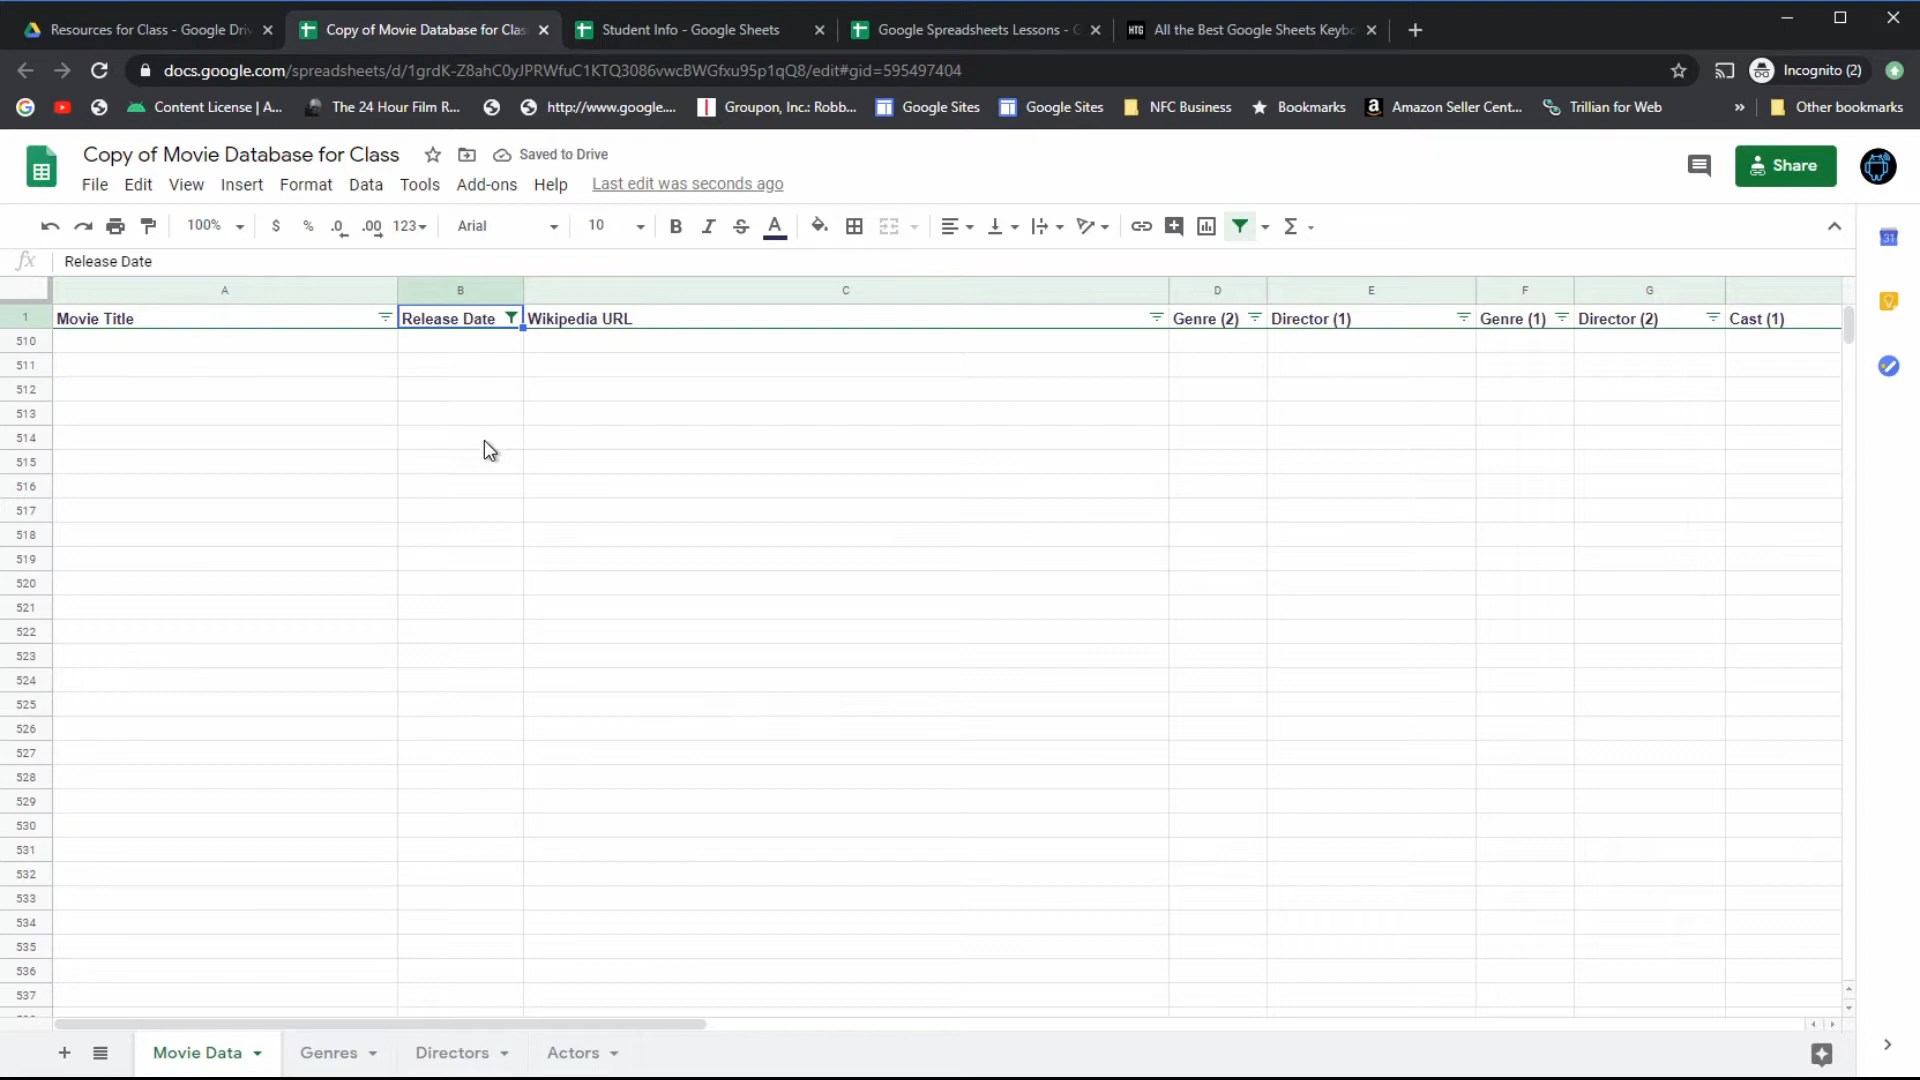 Resources for Class - Google Driv
Copy of Movie Database for Clas
Student Info - Google Sheets
Google Spreadsheets Lessons - G
HTG All the Best Google Sheets Keybo
docs.google.com/spreadsheets/d/1grdK-Z8ahC0yJPRWfuC1KTQ3086vwcBWGfxu95p1qQ8/edit#gid=595497404
Incognito (2)
Content License | A...
The 24 Hour Film R...
http://www.google....
Groupon, Inc.: Robb...
Google Sites
Google Sites
NFC Business
Bookmarks
Amazon Seller Cent...
Trillian for Web
»
Other bookmarks
Copy of Movie Database for Class
Saved to Drive
Share
File Edit View Insert Format Data Tools Add-ons Help Last edit was seconds ago
100% $ % .0 .00 123 Arial 10 B I S A Σ
31
fx Release Date
A B C D E F G
1 Movie Title Release Date Wikipedia URL Genre (2) Director (1) Genre (1) Director (2) Cast (1)
510
511
512
513
514
515
516
517
518
519
520
521
522
523
524
525
526
527
528
529
530
531
532
533
534
535
536
537
+ Movie Data Genres Directors Actors